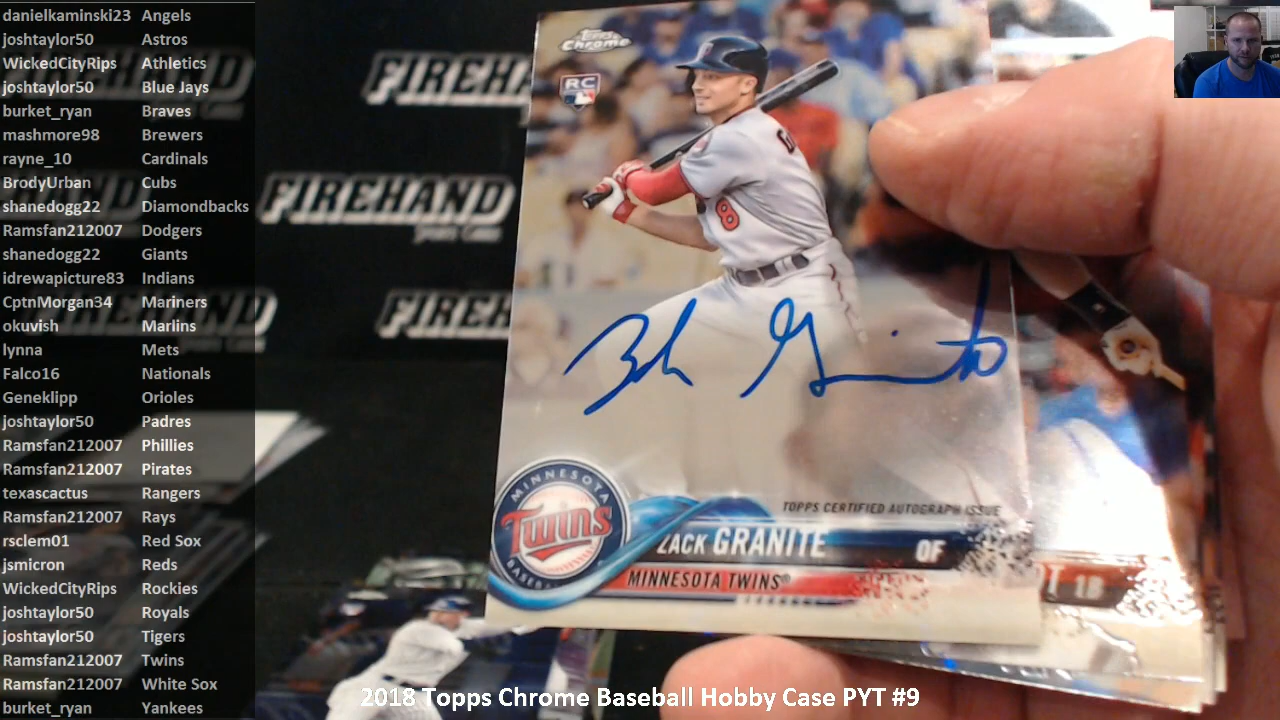 danielkaminski23 Angels
joshtaylor50 Astros
WickedCityRips Athletics
joshtaylor50 Blue Jays
burket_ryan Braves
mashmore98 Brewers
rayne_10 Cardinals
BrodyUrban Cubs
shanedogg22 Diamondbacks
Ramsfan212007 Dodgers
shanedogg22 Giants
idrewapicture83 Indians
CptnMorgan34 Mariners
okuvish Marlins
lynna Mets
Falco16 Nationals
Geneklipp Orioles
joshtaylor50 Padres
Ramsfan212007 Phillies
Ramsfan212007 Pirates
texascactus Rangers
Ramsfan212007 Rays
rsclem01 Red Sox
jsmicron Reds
WickedCityRips Rockies
joshtaylor50 Royals
joshtaylor50 Tigers
Ramsfan212007 Twins
Ramsfan212007 White Sox
burket_ryan Yankees
FIREHAND
FIREHAND
FIREH
Topps Chrome
RC
8
TOPPS CERTIFIED AUTOGRAPH ISSUE
MINNESOTA
Twins
ZACK GRANITE OF
MINNESOTA TWINS®
T 1B
2018 Topps Chrome Baseball Hobby Case PYT #9